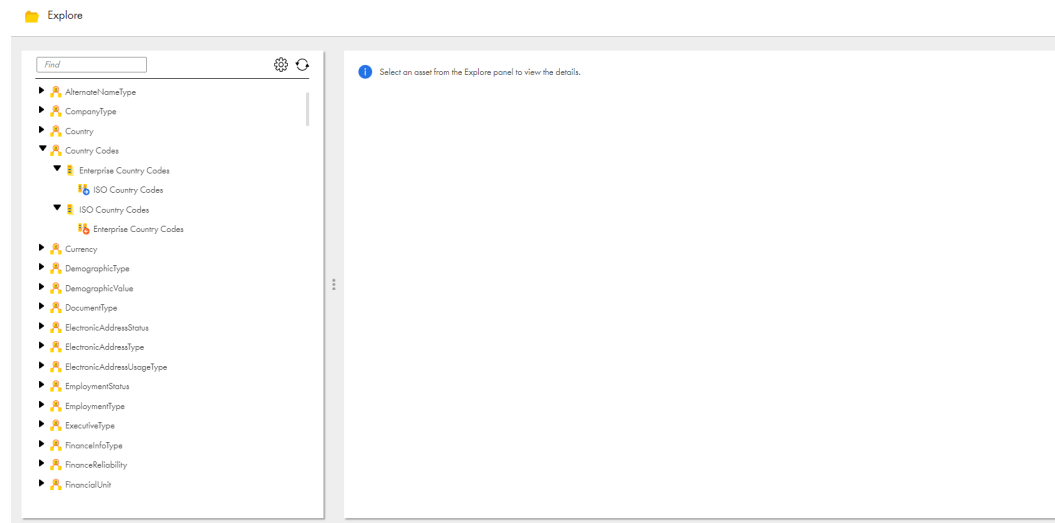 Explore
Find
Select an asset from the Explore panel to view the details.
AlternateNameType
CompanyType
Country
Country Codes
Enterprise Country Codes
ISO Country Codes
ISO Country Codes
Enterprise Country Codes
Currency
DemographicType
DemographicValue
DocumentType
ElectronicAddressStatus
ElectronicAddressType
ElectronicAddressUsageType
EmploymentStatus
EmploymentType
ExecutiveType
FinanceInfoType
FinanceReliability
FinancialUnit